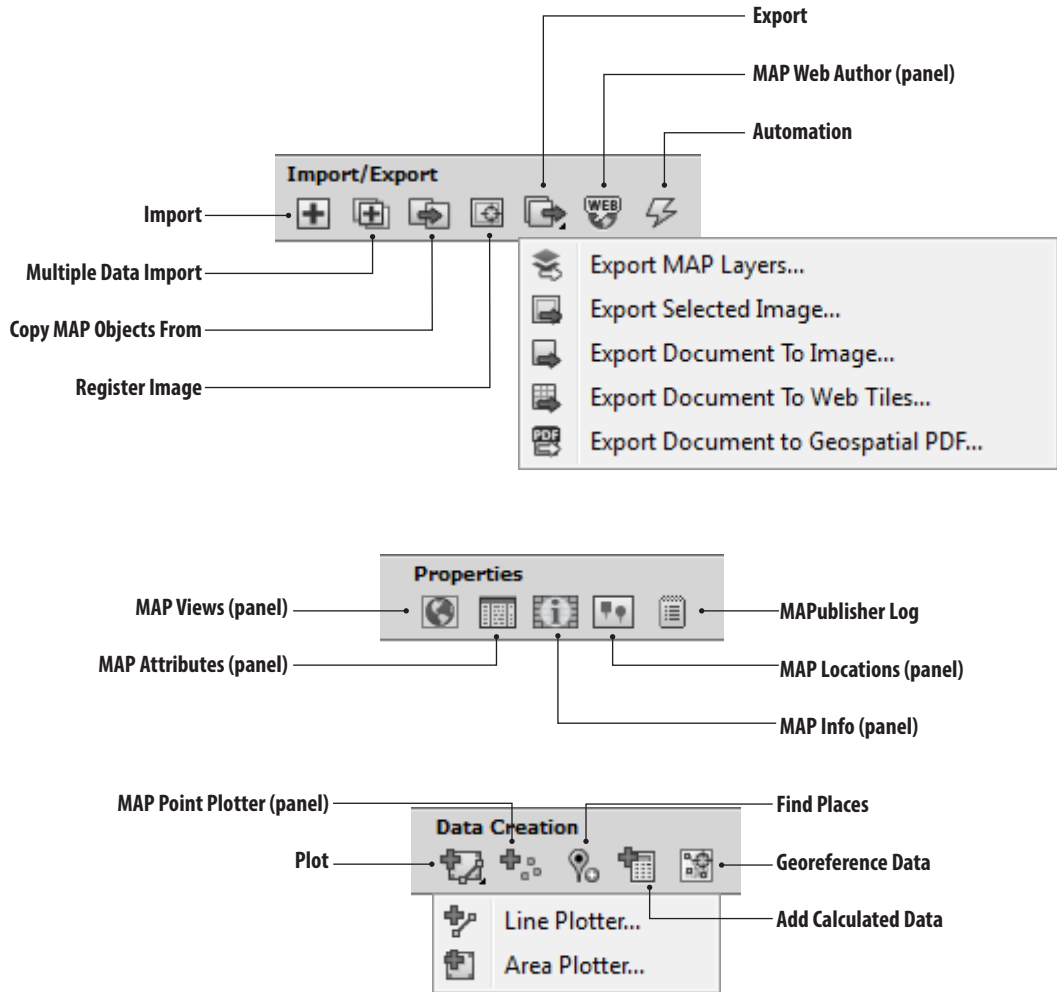 Export
MAP Web Author (panel)
Automation
Import/Export
Import
WEB
Multiple Data Import
Copy MAP Objects From
Register Image
Export MAP Layers...
Export Selected Image...
Export Document To Image...
Export Document To Web Tiles...
PDF
Export Document to Geospatial PDF...
Properties
MAP Views (panel)
MAPublisher Log
MAP Attributes (panel)
MAP Locations (panel)
MAP Info (panel)
MAP Point Plotter (panel)
Find Places
Data Creation
Plot
Georeference Data
Add Calculated Data
Line Plotter...
Area Plotter...